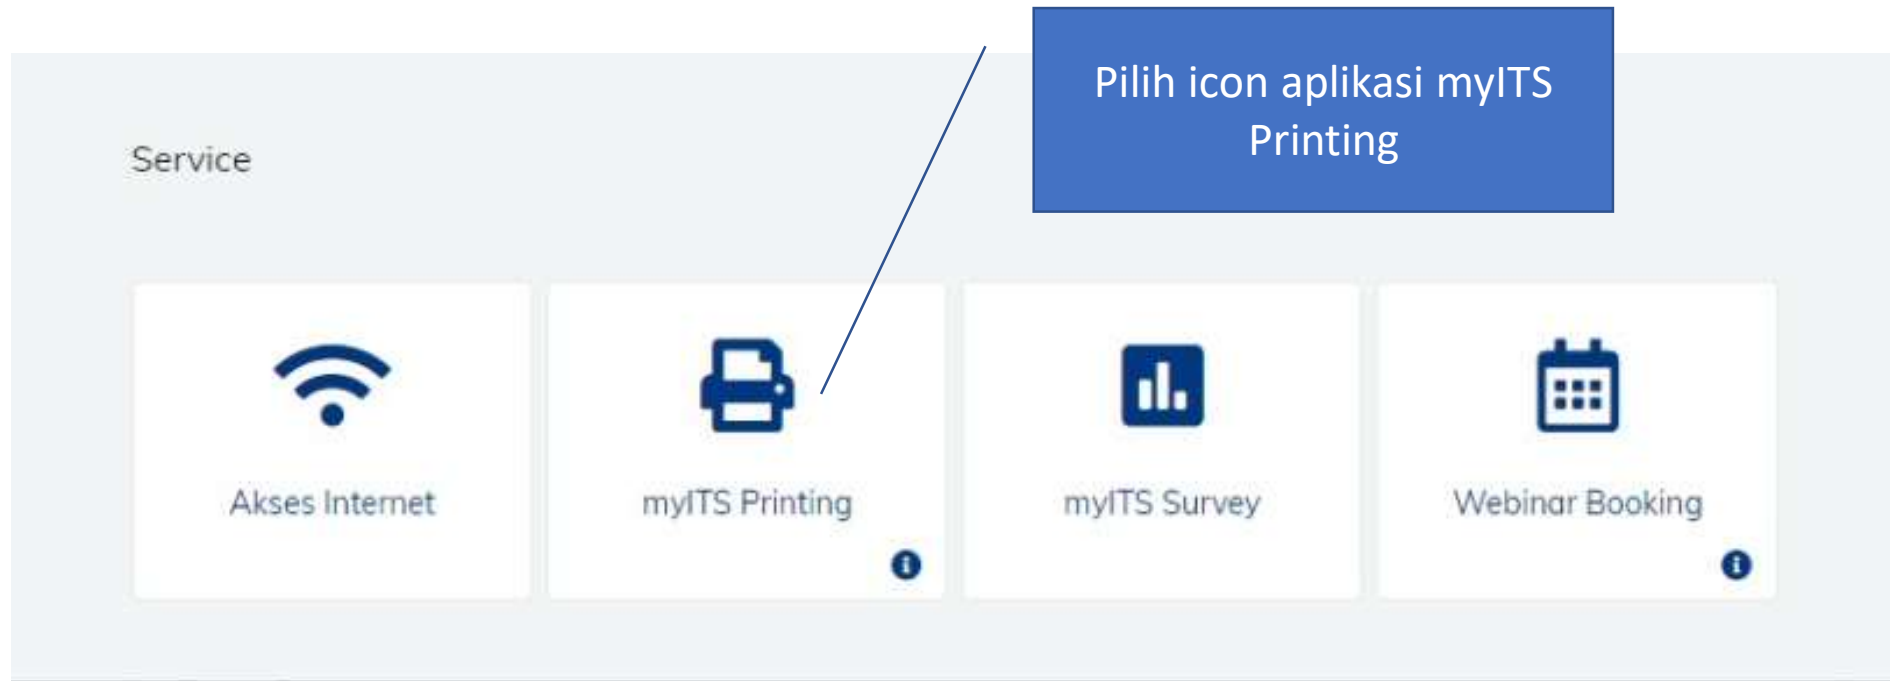 Pilih icon aplikasi myITS
Printing
Service
Akses Internet
myITS Printing
myITS Survey
Webinar Booking